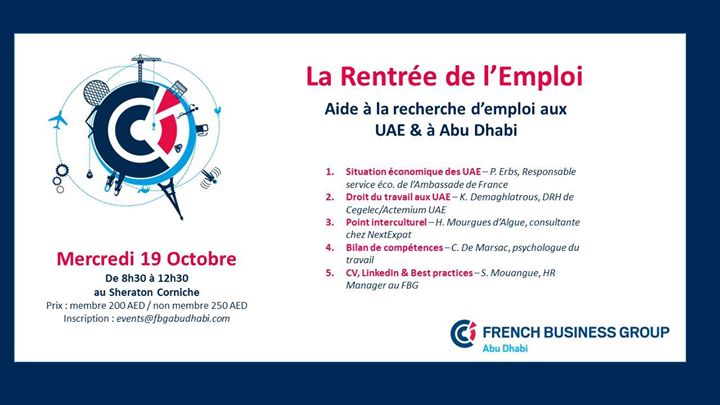 La Rentrée de l'Emploi
Aide à la recherche d'emploi aux
UAE & à Abu Dhabi
1. Situation économique des UAE – P. Erbs, Responsable
service éco. de l'Ambassade de France
2. Droit du travail aux UAE – K. Demaghlatrous, DRH de
Cegelec/Actemium UAE
3. Point interculturel – H. Mourgues d'Algue, consultante
chez NextExpat
4. Bilan de compétences – C. De Marsac, psychologue du
travail
5. CV, LinkedIn & Best practices – S. Mouangue, HR
Manager au FBG
Mercredi 19 Octobre
De 8h30 à 12h30
au Sheraton Corniche
Prix : membre 200 AED / non membre 250 AED
Inscription : events@fbgabudhabi.com
FRENCH BUSINESS GROUP
Abu Dhabi